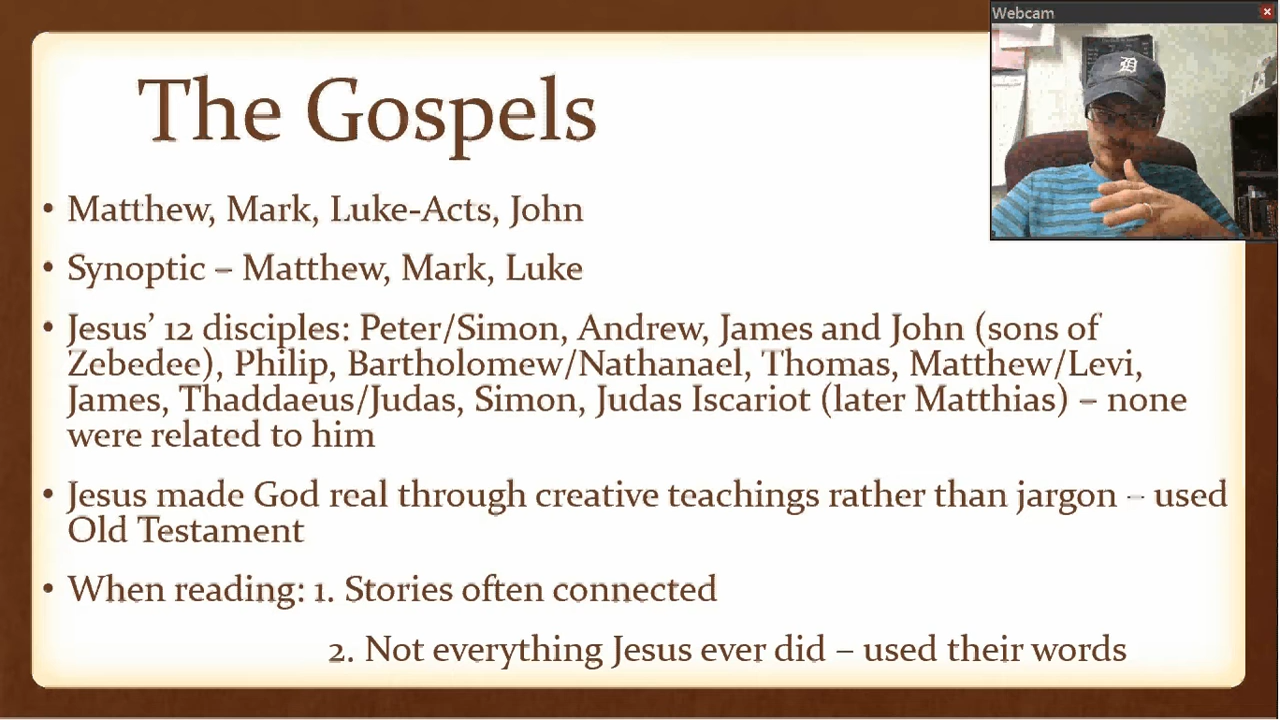 Webcam
The Gospels
• Matthew, Mark, Luke-Acts, John
• Synoptic – Matthew, Mark, Luke
• Jesus’ 12 disciples: Peter/Simon, Andrew, James and John (sons of
Zebedee), Philip, Bartholomew/Nathanael, Thomas, Matthew/Levi,
James, Thaddaeus/Judas, Simon, Judas Iscariot (later Matthias) – none
were related to him
• Jesus made God real through creative teachings rather than jargon – used
Old Testament
• When reading: 1. Stories often connected
2. Not everything Jesus ever did – used their words